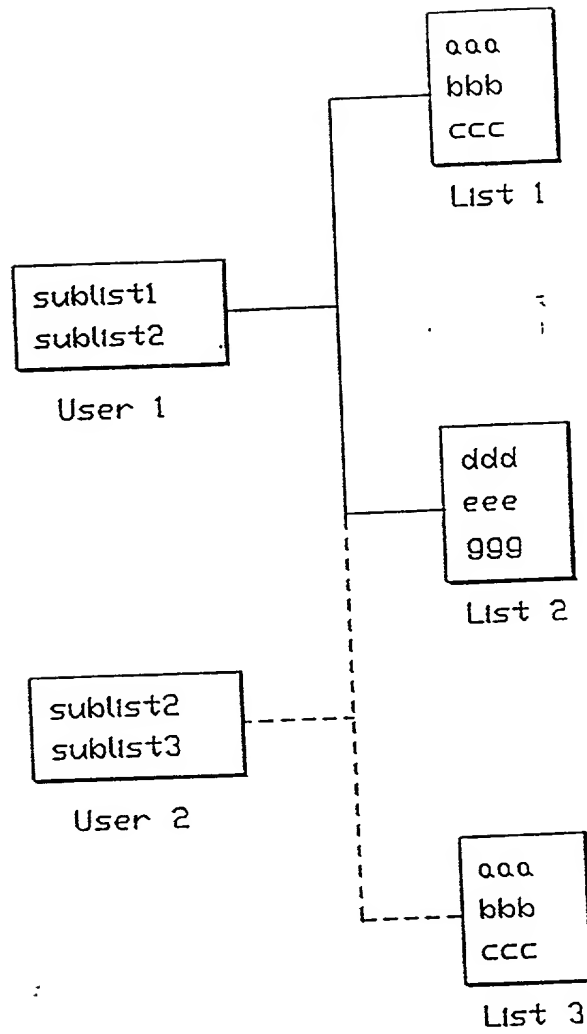 aaa
bbb
ccc
List 1
sublist1
sublist2
User 1
ddd
eee
ggg
List 2
sublist2
sublist3
User 2
aaa
bbb
ccc
List 3